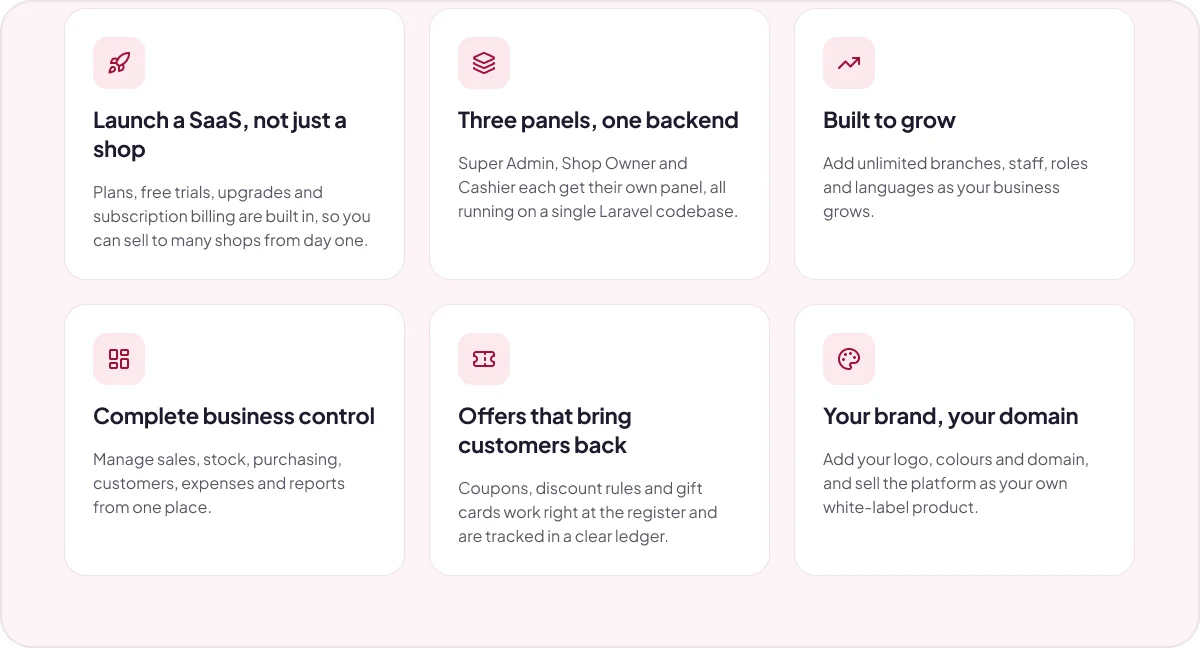 Launch a SaaS, not just a
shop
Plans, free trials, upgrades and
subscription billing are built in, so you
can sell to many shops from day one.
Three panels, one backend
Super Admin, Shop Owner and
Cashier each get their own panel, all
running on a single Laravel codebase.
Built to grow
Add unlimited branches, staff, roles
and languages as your business
grows.
Complete business control
Manage sales, stock, purchasing,
customers, expenses and reports
from one place.
Offers that bring
customers back
Coupons, discount rules and gift
cards work right at the register and
are tracked in a clear ledger.
Your brand, your domain
Add your logo, colours and domain,
and sell the platform as your own
white-label product.